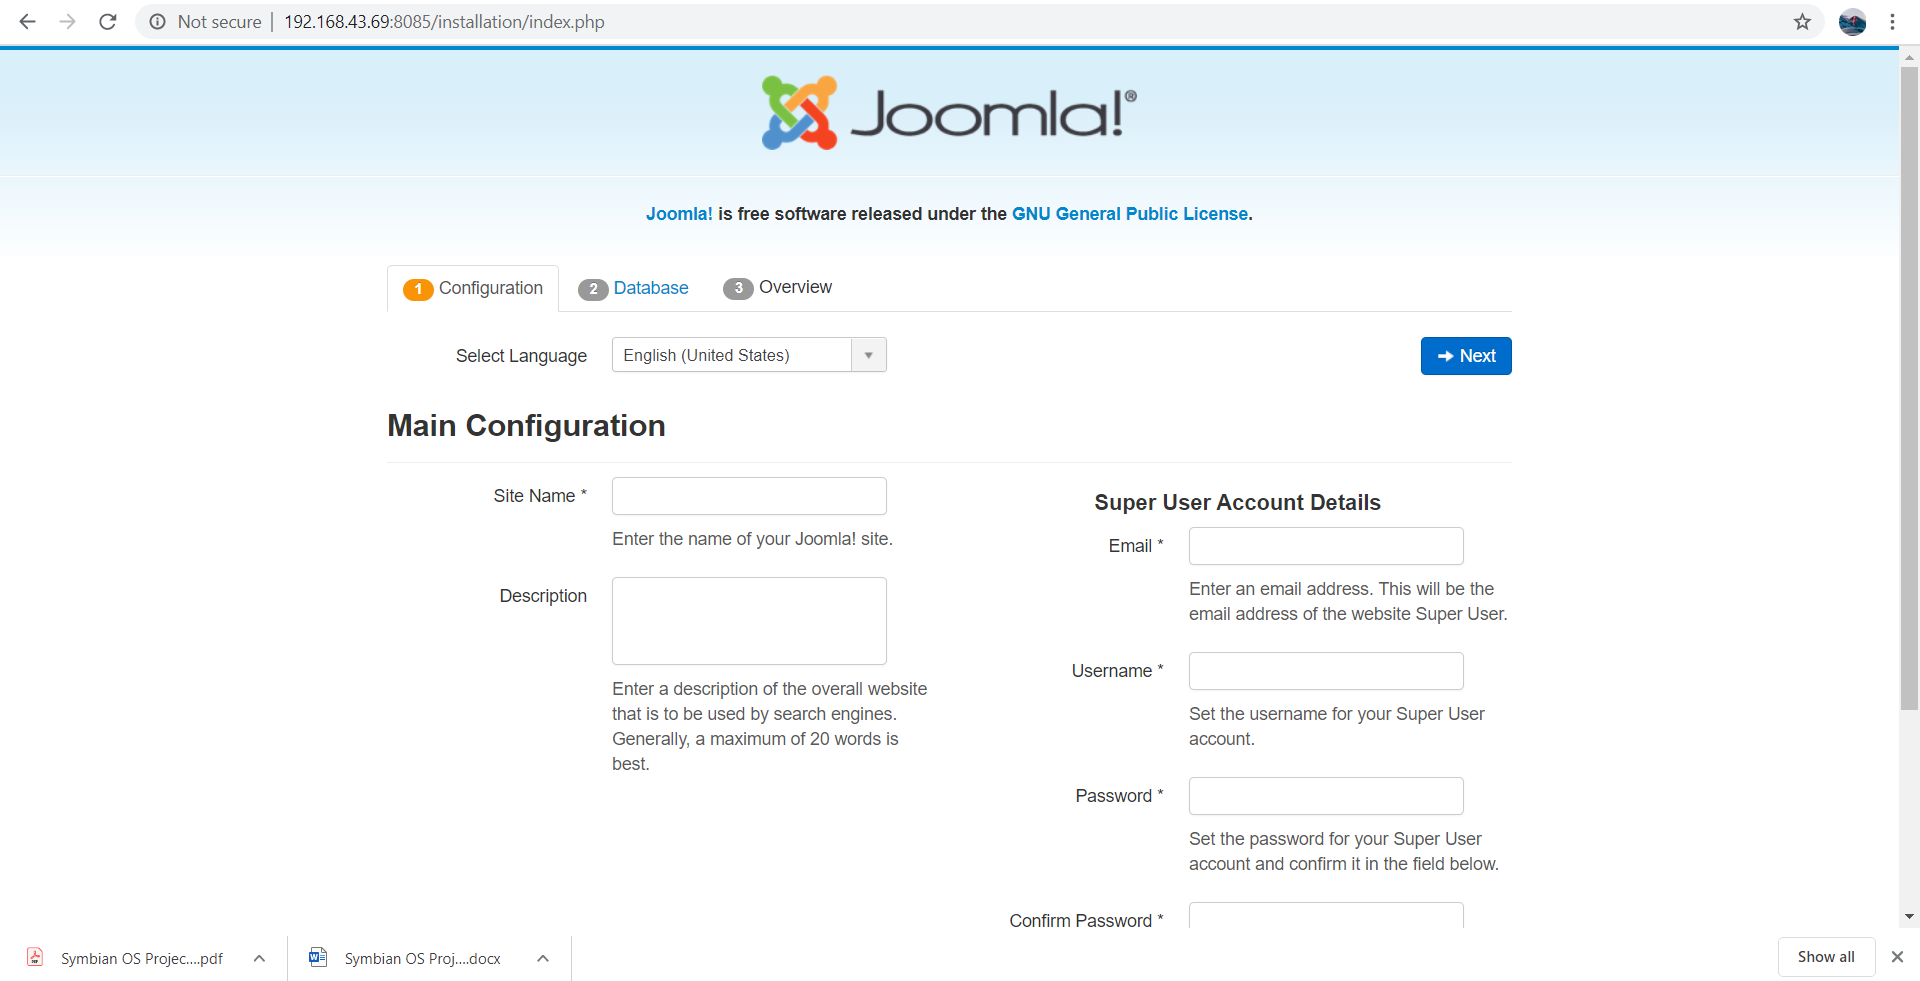 Not secure | 192.168.43.69:8085/installation/index.php
Joomla!®
Joomla! is free software released under the GNU General Public License.
1 Configuration 2 Database 3 Overview
Select Language English (United States) Next
Main Configuration
Site Name *
Enter the name of your Joomla! site.
Description
Enter a description of the overall website
that is to be used by search engines.
Generally, a maximum of 20 words is
best.
Super User Account Details
Email *
Enter an email address. This will be the
email address of the website Super User.
Username *
Set the username for your Super User
account.
Password *
Set the password for your Super User
account and confirm it in the field below.
Confirm Password *
Symbian OS Projec....pdf Symbian OS Proj....docx Show all